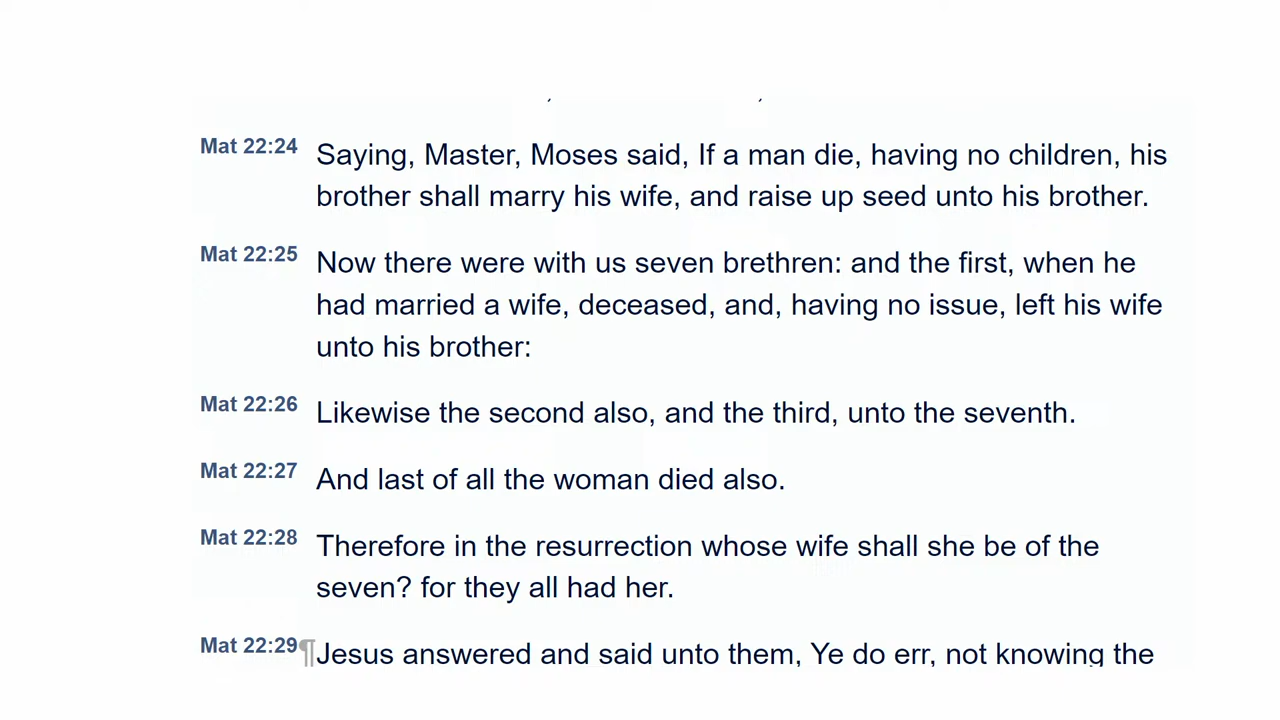 Mat 22:24 Saying, Master, Moses said, If a man die, having no children, his
brother shall marry his wife, and raise up seed unto his brother.
Mat 22:25 Now there were with us seven brethren: and the first, when he
had married a wife, deceased, and, having no issue, left his wife
unto his brother:
Mat 22:26 Likewise the second also, and the third, unto the seventh.
Mat 22:27 And last of all the woman died also.
Mat 22:28 Therefore in the resurrection whose wife shall she be of the
seven? for they all had her.
Mat 22:29 ¶Jesus answered and said unto them, Ye do err, not knowing the